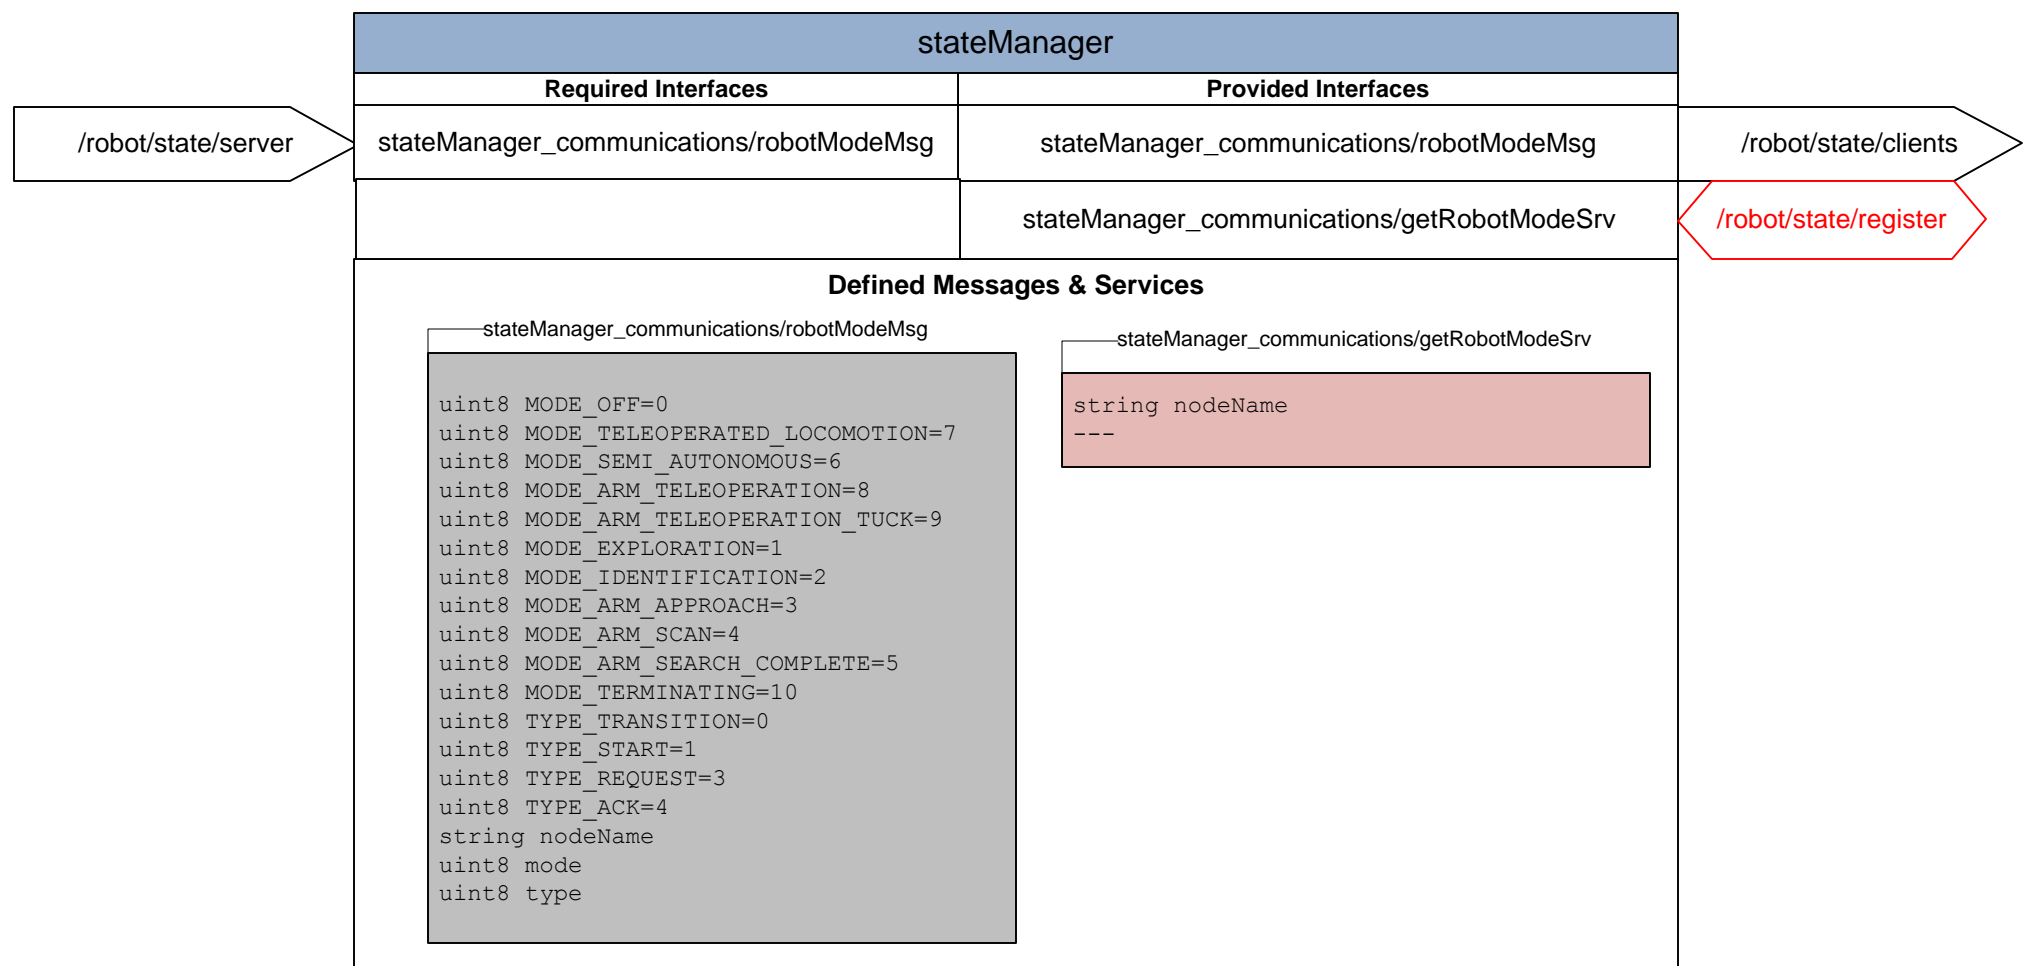 stateManager
Required Interfaces
Provided Interfaces
/robot/state/server
stateManager_communications/robotModeMsg
stateManager_communications/robotModeMsg
/robot/state/clients
stateManager_communications/getRobotModeSrv
/robot/state/register
Defined Messages & Services
stateManager_communications/robotModeMsg
uint8 MODE_OFF=0
uint8 MODE_TELEOPERATED_LOCOMOTION=7
uint8 MODE_SEMI_AUTONOMOUS=6
uint8 MODE_ARM_TELEOPERATION=8
uint8 MODE_ARM_TELEOPERATION_TUCK=9
uint8 MODE_EXPLORATION=1
uint8 MODE_IDENTIFICATION=2
uint8 MODE_ARM_APPROACH=3
uint8 MODE_ARM_SCAN=4
uint8 MODE_ARM_SEARCH_COMPLETE=5
uint8 MODE_TERMINATING=10
uint8 TYPE_TRANSITION=0
uint8 TYPE_START=1
uint8 TYPE_REQUEST=3
uint8 TYPE_ACK=4
string nodeName
uint8 mode
uint8 type
stateManager_communications/getRobotModeSrv
string nodeName
---